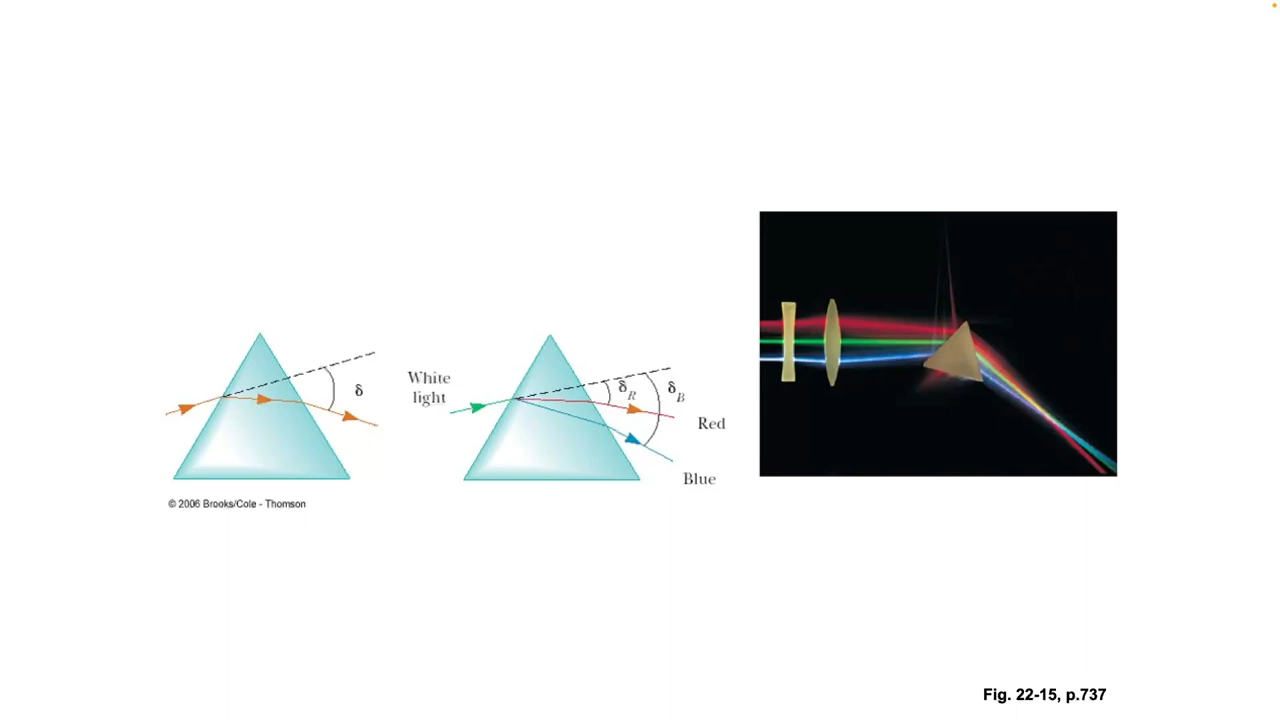 δ
© 2006 Brooks/Cole - Thomson
White
light
δR
δB
Red
Blue
Fig. 22-15, p.737